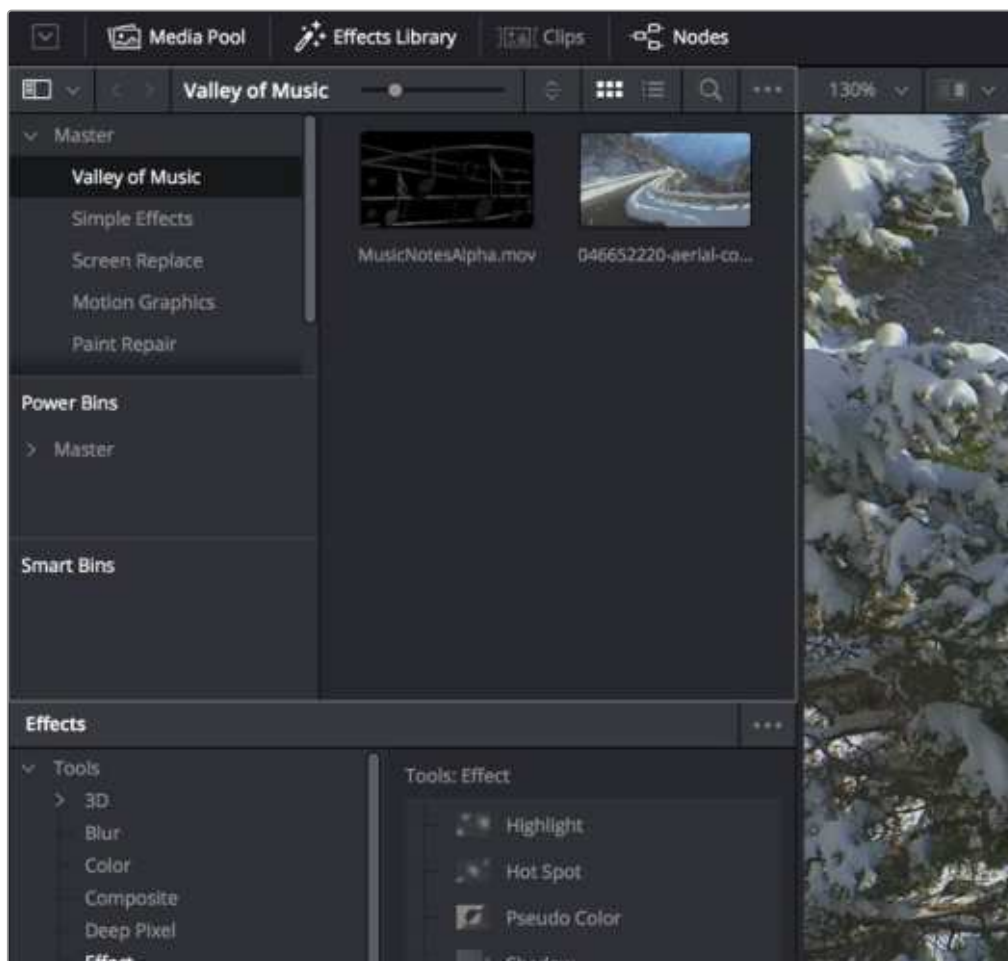 Media Pool Effects Library Clips Nodes
Valley of Music 130%
Master
Valley of Music
Simple Effects
Screen Replace
Motion Graphics
Paint Repair
MusicNotesAlpha.mov 046652220-aerial-co...
Power Bins
Master
Smart Bins
Effects
Tools
3D
Blur
Color
Composite
Deep Pixel
Effect
Tools: Effect
Highlight
Hot Spot
Pseudo Color
Shadow